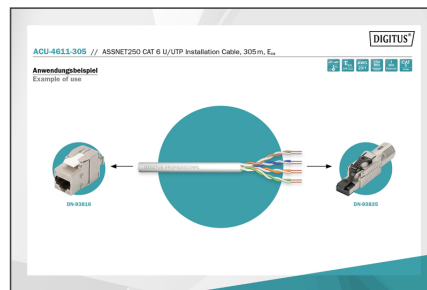 DIGITUS®
ACU-4611-305 // ASSNET250 CAT 6 U/UTP Installation Cable, 305 m, Eca
Anwendungsbeispiel
Example of use
DIGITUS PROFESSIONAL
DN-93816
DN-93835